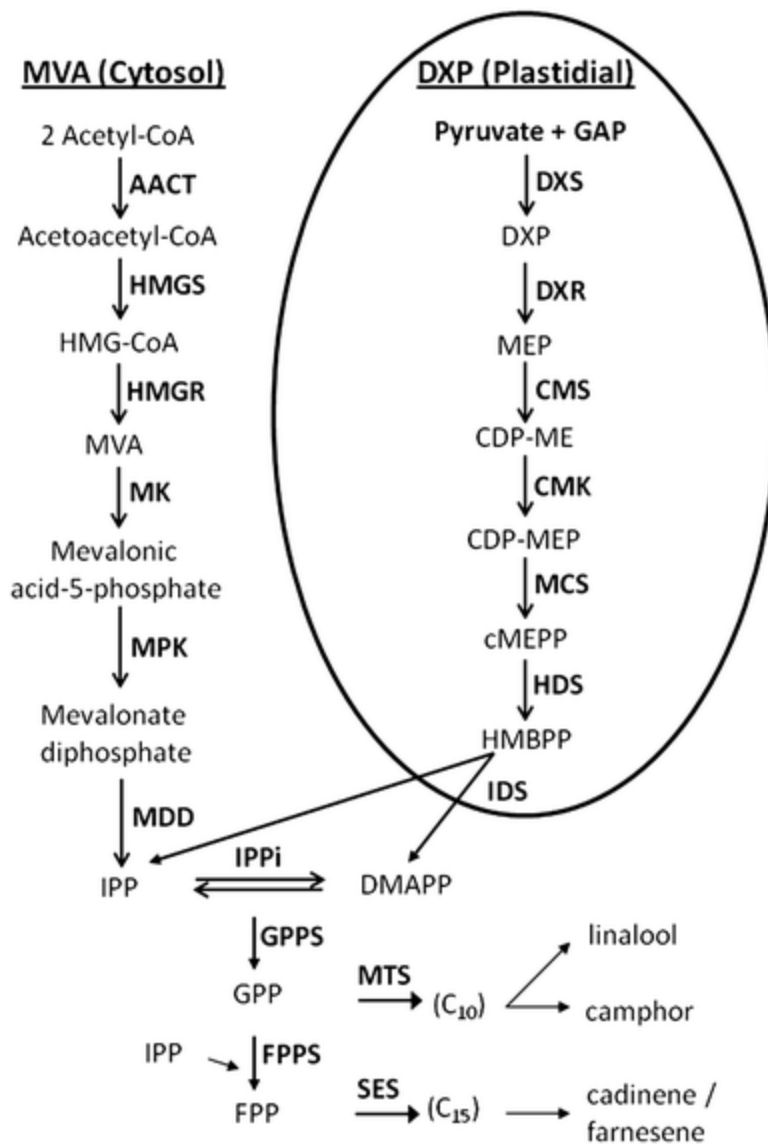 MVA (Cytosol)
2 Acetyl-CoA
AACT
Acetoacetyl-CoA
HMGS
HMG-CoA
HMGR
MVA
MK
Mevalonic
acid-5-phosphate
MPK
Mevalonate
diphosphate
MDD
IPP
DXP (Plastidial)
Pyruvate + GAP
DXS
DXP
DXR
MEP
CMS
CDP-ME
CMK
CDP-MEP
MCS
cMEPP
HDS
HMBPP
IDS
IPPi
DMAPP
GPPS
GPP
MTS
(C₁₀)
linalool
camphor
IPP
FPPS
FPP
SES
(C₁₅)
cadinene /
farnesene